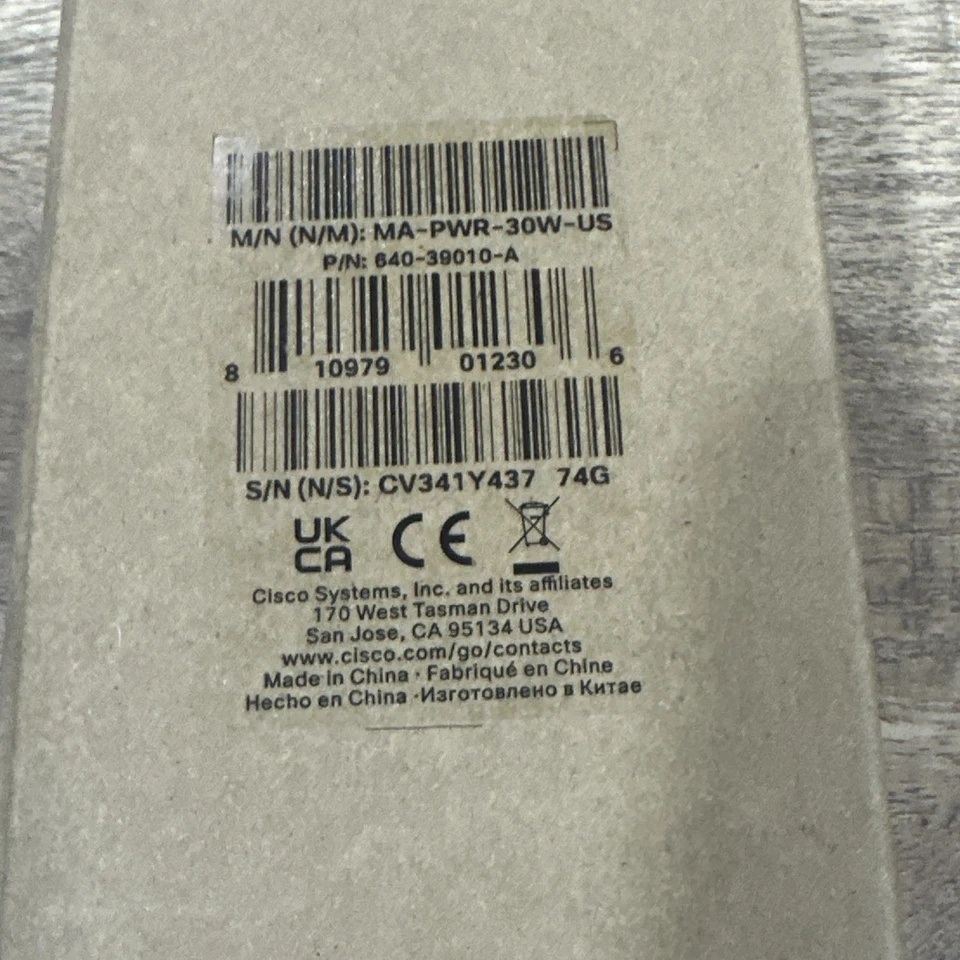 M/N (N/M): MA-PWR-30W-US
P/N: 640-39010-A
8 10979 01230 6
S/N (N/S): CV341Y437 74G
UK
CA CE
Cisco Systems, Inc. and its affiliates
170 West Tasman Drive
San Jose, CA 95134 USA
www.cisco.com/go/contacts
Made in China · Fabriqué en Chine
Hecho en China ·Изготовлено в Китае